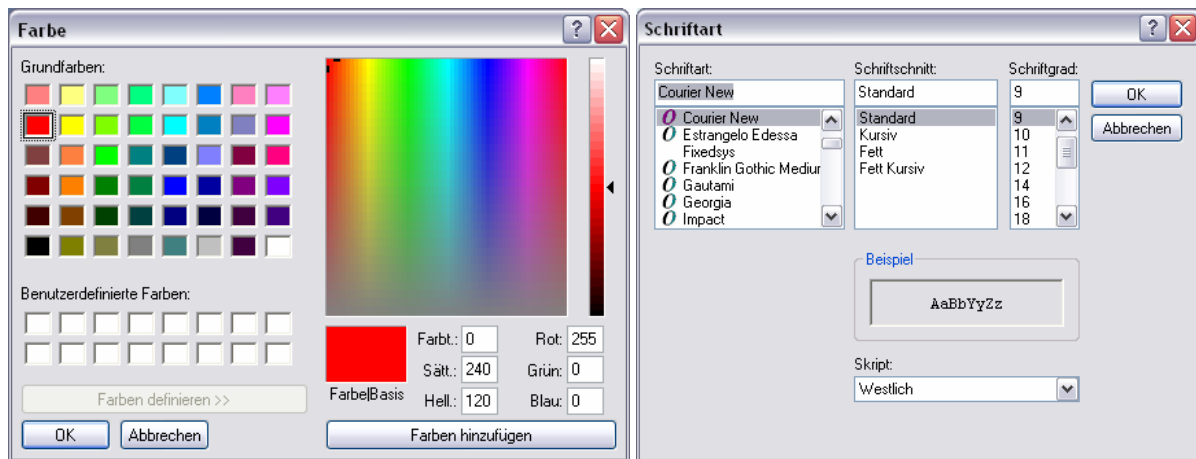 Farbe
Grundfarben:
Benutzerdefinierte Farben:
Farben definieren >>
OK
Abbrechen
Farbe|Basis
Farbt.: 0
Sätt.: 240
Hell.: 120
Rot: 255
Grün: 0
Blau: 0
Farben hinzufügen
Schriftart
Schriftart:
Courier New
Courier New
Estrangelo Edessa
Fixedsys
Franklin Gothic Mediur
Gautami
Georgia
Impact
Schriftschnitt:
Standard
Standard
Kursiv
Fett
Fett Kursiv
Schriftgrad:
9
9
10
11
12
14
16
18
OK
Abbrechen
Beispiel
AaBbYyZz
Skript:
Westlich